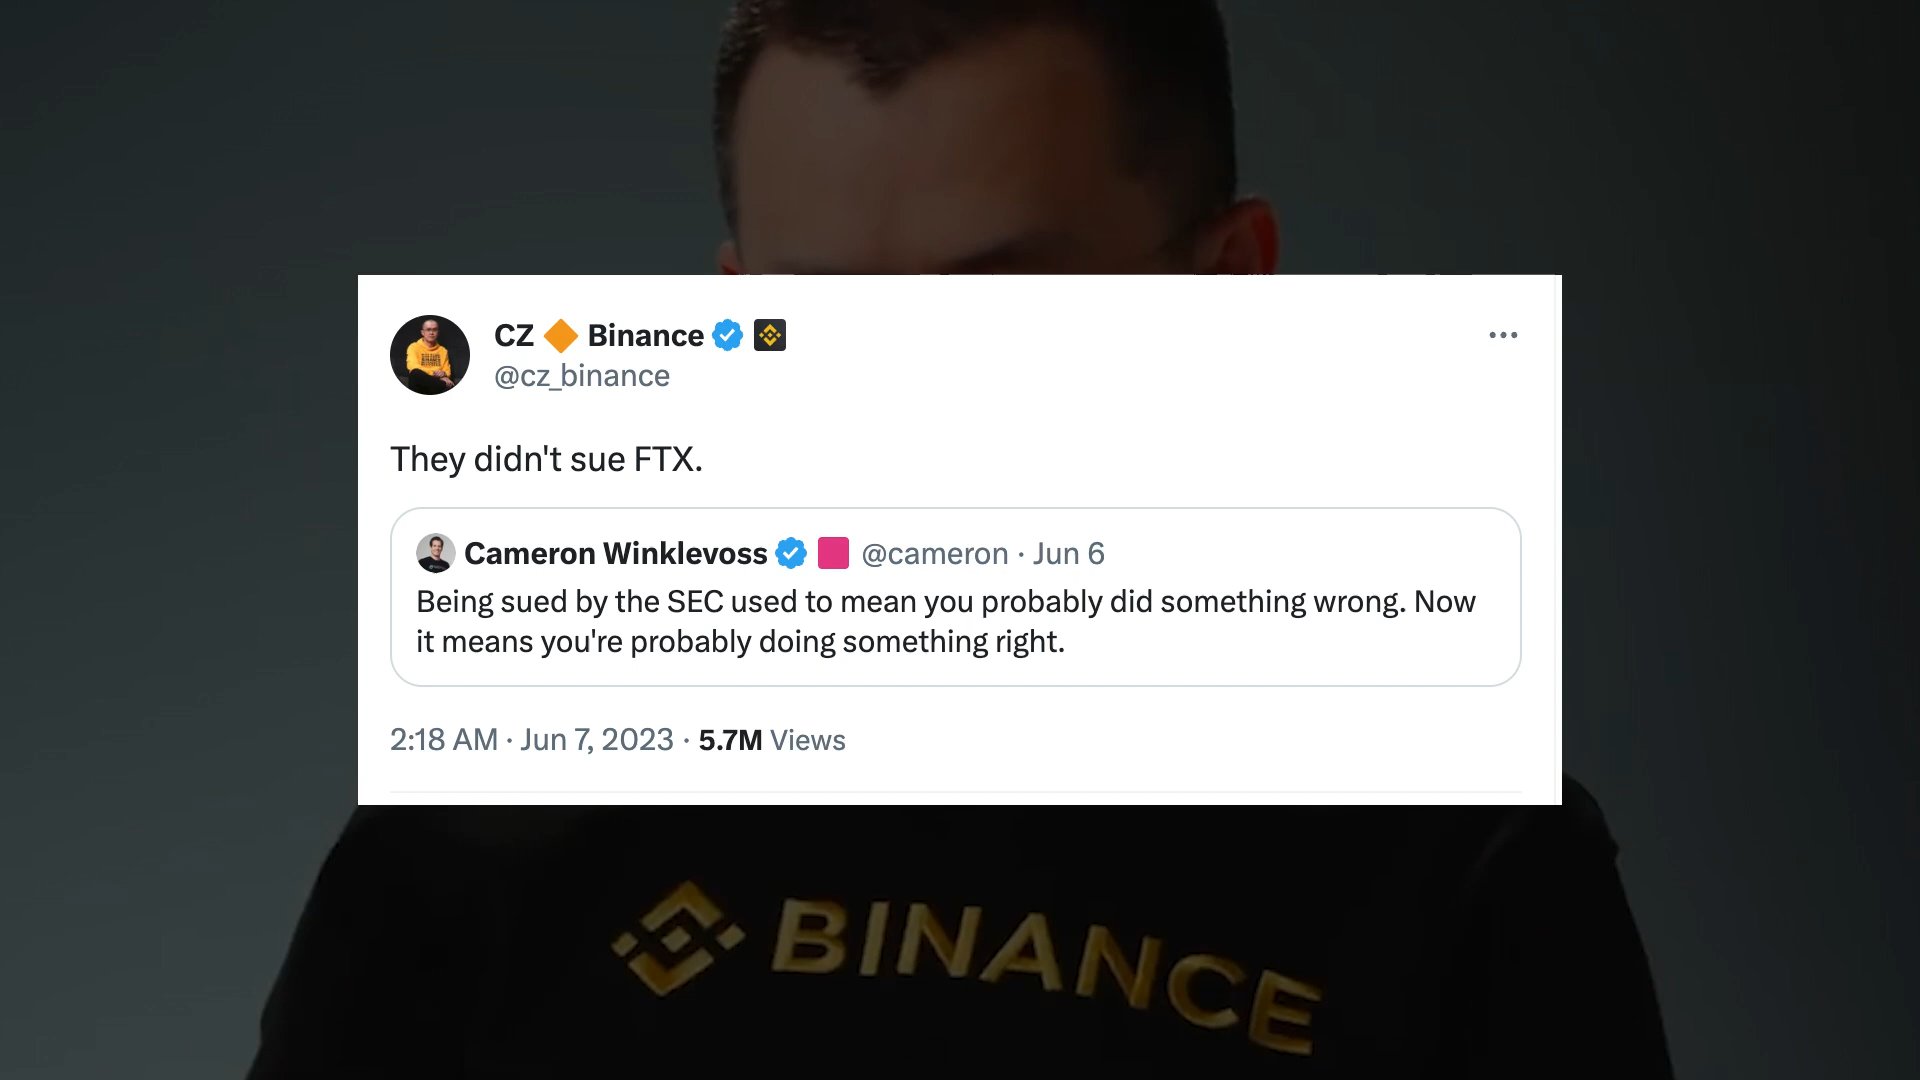 CZ 🔶 Binance
@cz_binance
They didn't sue FTX.
Cameron Winklevoss @cameron · Jun 6
Being sued by the SEC used to mean you probably did something wrong. Now
it means you're probably doing something right.
2:18 AM · Jun 7, 2023 · 5.7M Views
BINANCE